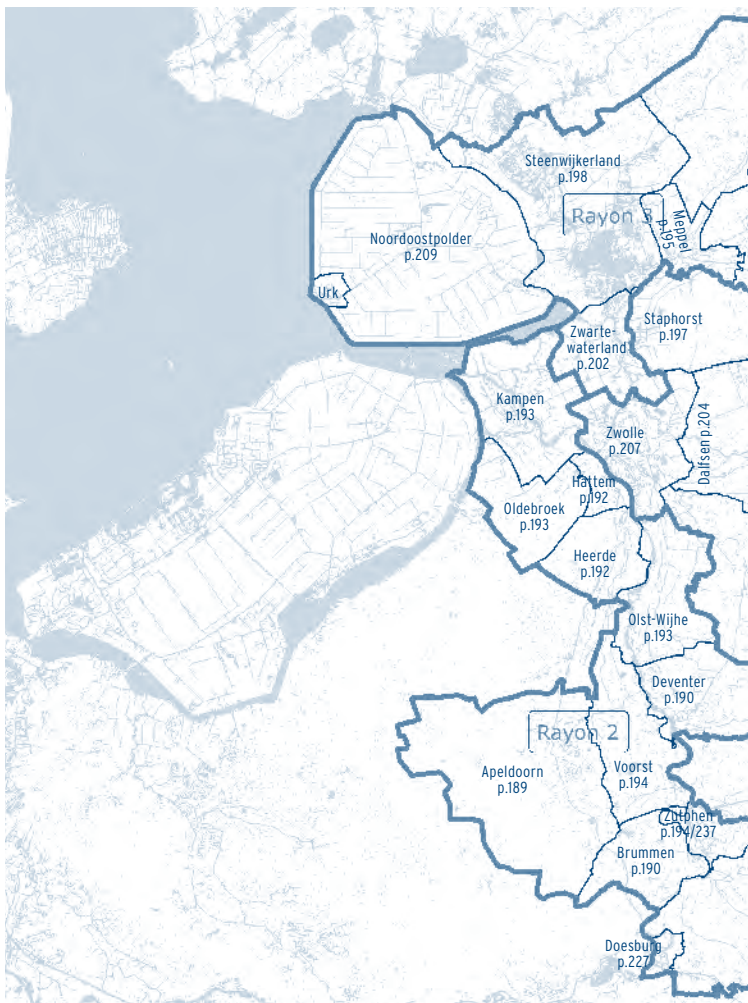 Steenwijkerland
p.198
Rayon 3
Meppel
p.195
Noordoostpolder
p.209
Urk
Staphorst
p.197
Zwarte-
waterland
p.202
Kampen
p.193
Dalfsen p.204
Zwolle
p.207
Hattem
p.192
Oldebroek
p.193
Heerde
p.192
Olst-Wijhe
p.193
Deventer
p.190
Rayon 2
Apeldoorn
p.189
Voorst
p.194
Zutphen
p.194/237
Brummen
p.190
Doesburg
p.227